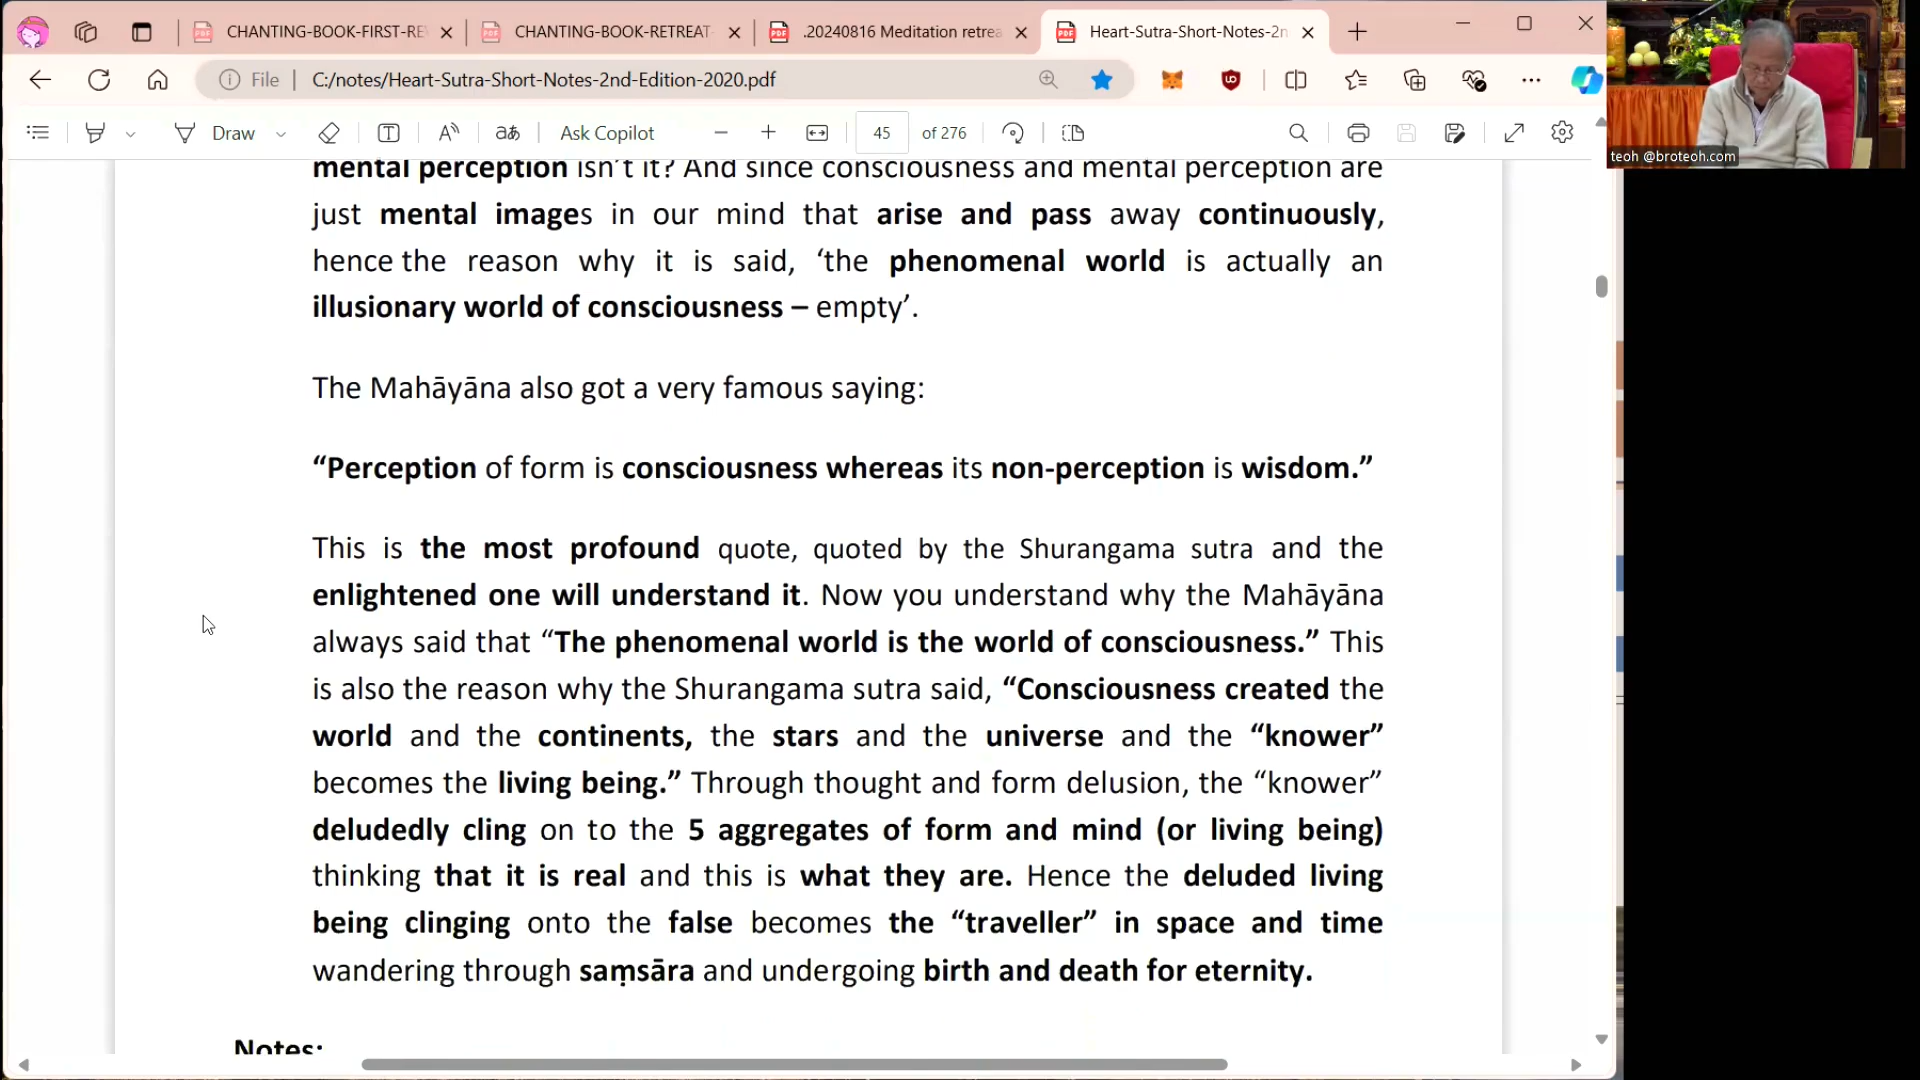 CHANTING-BOOK-FIRST-RE
CHANTING-BOOK-RETREAT-
.20240816 Meditation retrea
Heart-Sutra-Short-Notes-2n
File
C:/notes/Heart-Sutra-Short-Notes-2nd-Edition-2020.pdf
Draw
Ask Copilot
45 of 276
teoh @broteoh.com
mental perception isn't it? And since consciousness and mental perception are
just mental images in our mind that arise and pass away continuously,
hence the reason why it is said, ‘the phenomenal world is actually an
illusionary world of consciousness – empty’.
The Mahāyāna also got a very famous saying:
“Perception of form is consciousness whereas its non-perception is wisdom.”
This is the most profound quote, quoted by the Shurangama sutra and the
enlightened one will understand it. Now you understand why the Mahāyāna
always said that “The phenomenal world is the world of consciousness.” This
is also the reason why the Shurangama sutra said, “Consciousness created the
world and the continents, the stars and the universe and the “knower”
becomes the living being.” Through thought and form delusion, the “knower”
deludedly cling on to the 5 aggregates of form and mind (or living being)
thinking that it is real and this is what they are. Hence the deluded living
being clinging onto the false becomes the “traveller” in space and time
wandering through saṃsāra and undergoing birth and death for eternity.
Notes: